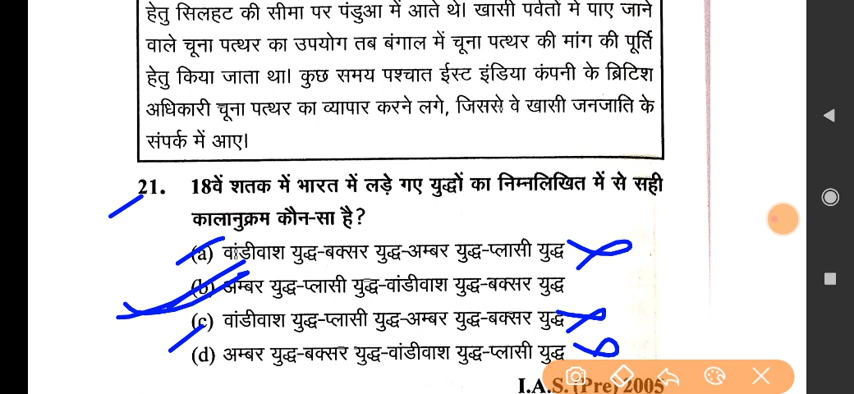 हेतु सिलहट की सीमा पर पंडुआ में आते थे। खासी पर्वतों में पाए जाने
वाले चूना पत्थर का उपयोग तब बंगाल में चूना पत्थर की मांग की पूर्ति
हेतु किया जाता था। कुछ समय पश्चात ईस्ट इंडिया कंपनी के ब्रिटिश
अधिकारी चूना पत्थर का व्यापार करने लगे, जिससे वे खासी जनजाति के
संपर्क में आए।
21. 18वें शतक में भारत में लड़े गए युद्धों का निम्नलिखित में से सही
कालानुक्रम कौन-सा है?
(a) वांडीवाश युद्ध-बक्सर युद्ध-अम्बर युद्ध-प्लासी युद्ध
(b) अम्बर युद्ध-प्लासी युद्ध-वांडीवाश युद्ध-बक्सर युद्ध
(c) वांडीवाश युद्ध-प्लासी युद्ध-अम्बर युद्ध-बक्सर युद्ध
(d) अम्बर युद्ध-बक्सर युद्ध-वांडीवाश युद्ध-प्लासी युद्ध
I.A.S. (Pre) 2005